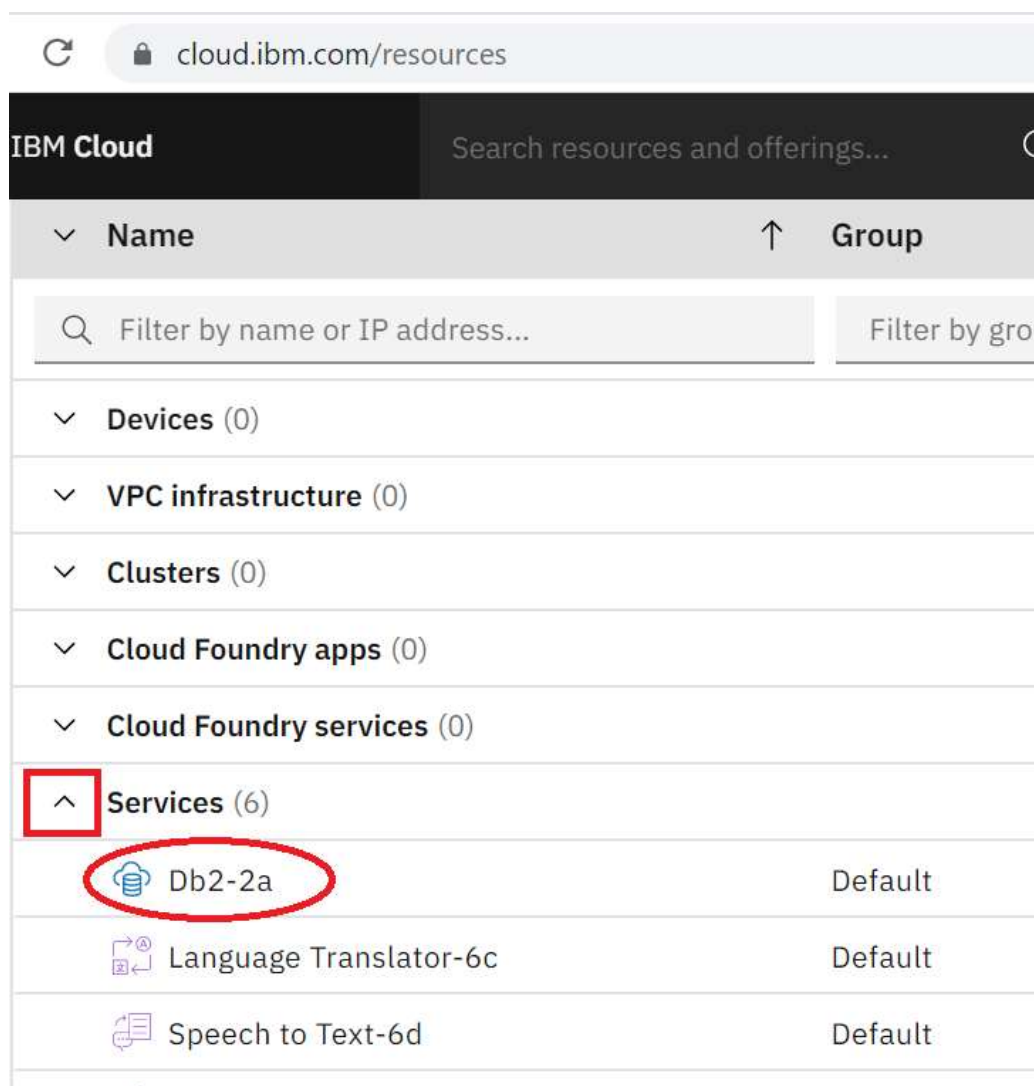 cloud.ibm.com/resources
IBM Cloud Search resources and offerings...
Name Group
Filter by name or IP address... Filter by gro
Devices (0)
VPC infrastructure (0)
Clusters (0)
Cloud Foundry apps (0)
Cloud Foundry services (0)
Services (6)
Db2-2a Default
Language Translator-6c Default
Speech to Text-6d Default